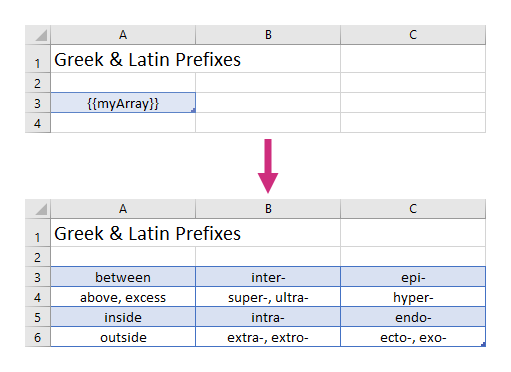 A B C
1 Greek & Latin Prefixes
2
3 {{myArray}}
4
A B C
1 Greek & Latin Prefixes
2
3 between inter- epi-
4 above, excess super-, ultra- hyper-
5 inside intra- endo-
6 outside extra-, extro- ecto-, exo-